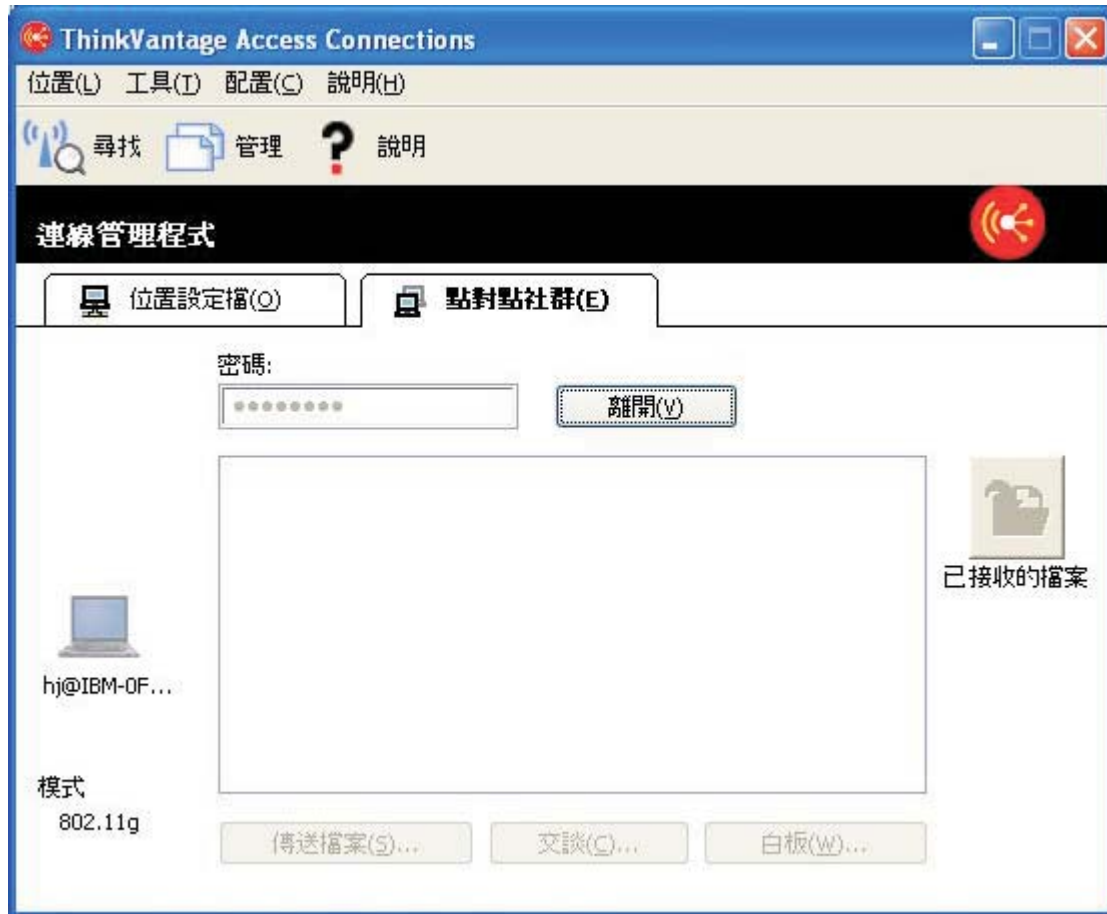 ThinkVantage Access Connections
位置(L) 工具(T) 配置(C) 說明(H)
尋找 管理 說明
連線管理程式
位置設定檔(O) 點對點社群(E)
密碼:
離開(V)
已接收的檔案
hj@IBM-0F...
模式
802.11g
傳送檔案(S)... 交談(C)... 白板(W)...